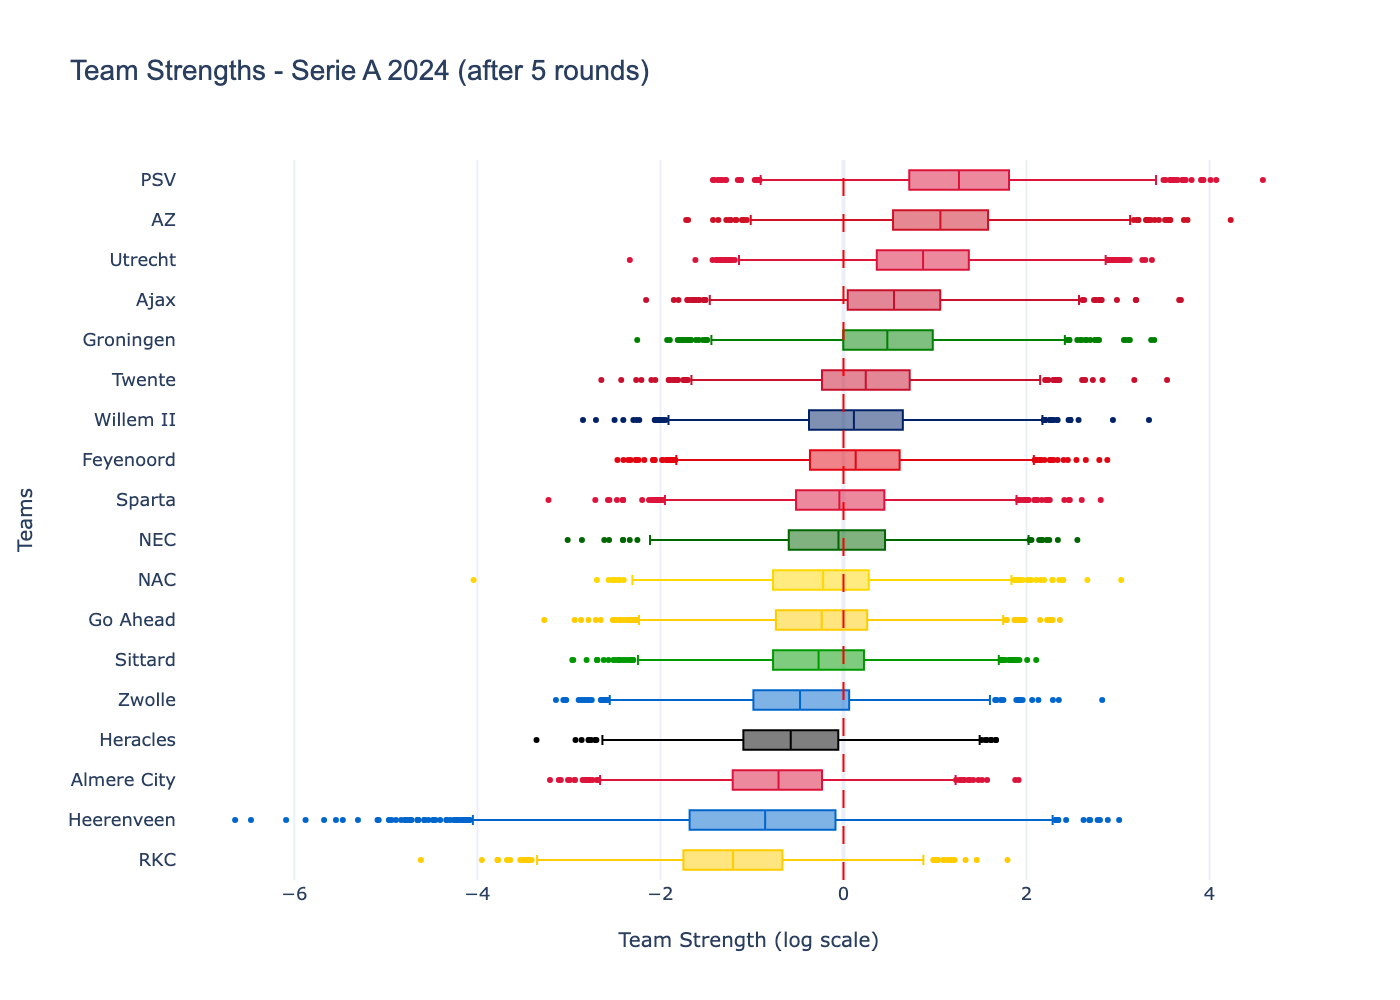 Team Strengths - Serie A 2024 (after 5 rounds)
PSV
AZ
Utrecht
Ajax
Groningen
Twente
Willem II
Feyenoord
Sparta
NEC
NAC
Go Ahead
Sittard
Zwolle
Heracles
Almere City
Heerenveen
RKC
Teams
−6 −4 −2 0 2 4
Team Strength (log scale)